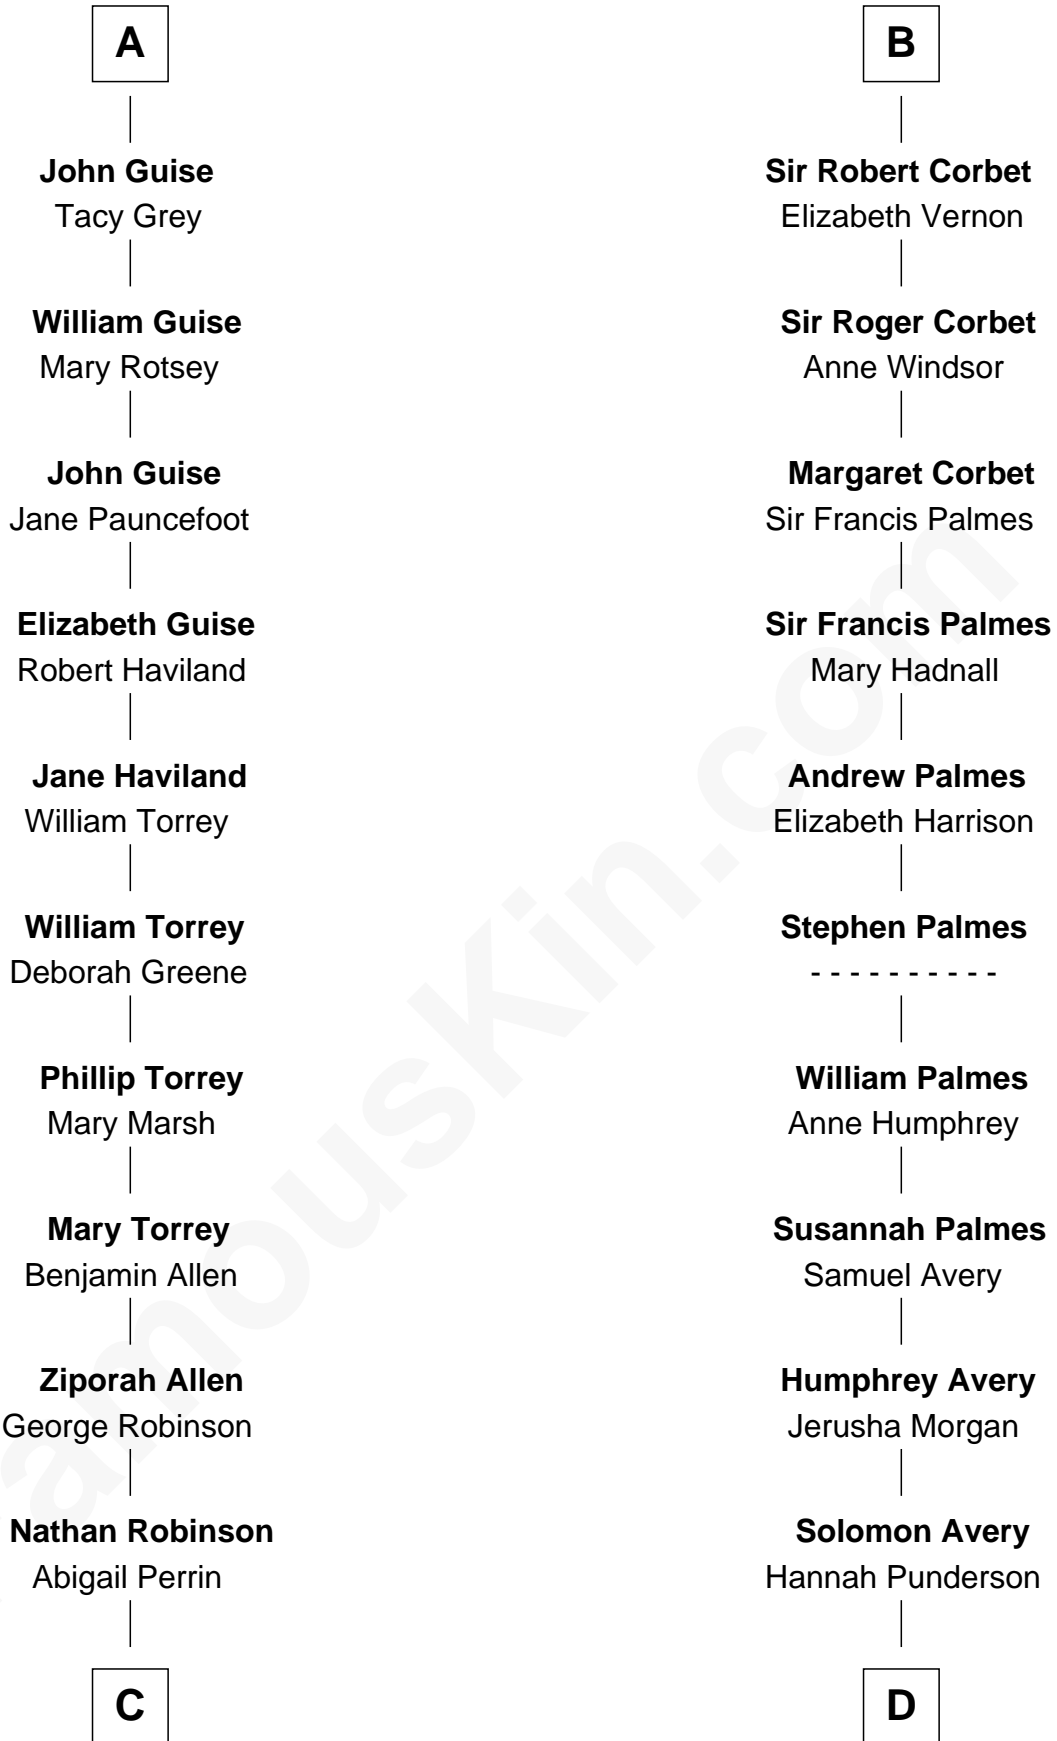 A
John Guise
Tacy Grey
William Guise
Mary Rotsey
John Guise
Jane Pauncefoot
Elizabeth Guise
Robert Haviland
Jane Haviland
William Torrey
William Torrey
Deborah Greene
Phillip Torrey
Mary Marsh
Mary Torrey
Benjamin Allen
Ziporah Allen
George Robinson
Nathan Robinson
Abigail Perrin
C
B
Sir Robert Corbet
Elizabeth Vernon
Sir Roger Corbet
Anne Windsor
Margaret Corbet
Sir Francis Palmes
Sir Francis Palmes
Mary Hadnall
Andrew Palmes
Elizabeth Harrison
Stephen Palmes
- - - - - - - - - -
William Palmes
Anne Humphrey
Susannah Palmes
Samuel Avery
Humphrey Avery
Jerusha Morgan
Solomon Avery
Hannah Punderson
D
amousKin.com